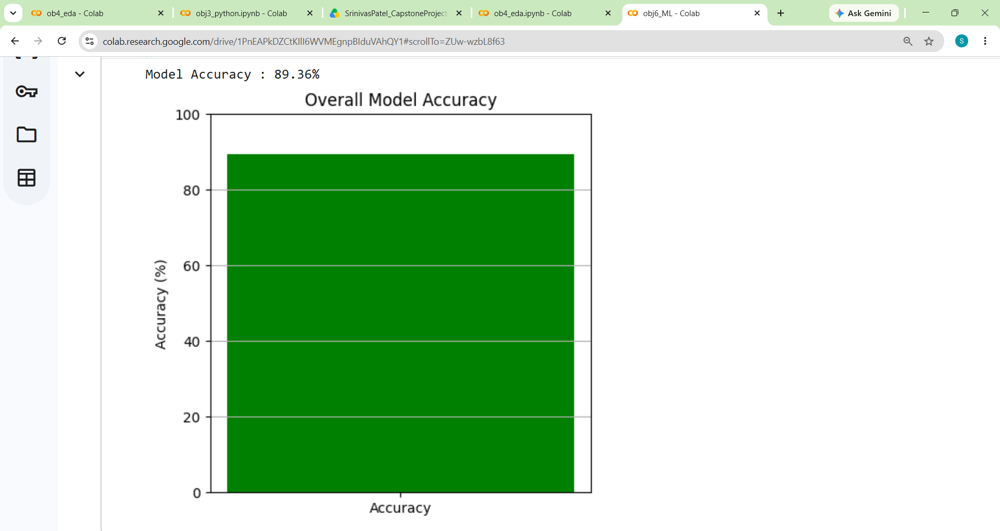 ob4_eda - Colab
obj3_python.ipynb - Colab
SrinivasPatel_CapstoneProject
ob4_eda.ipynb - Colab
obj6_ML - Colab
Ask Gemini
colab.research.google.com/drive/1PnEAPkDZCtKIlI6WVMEgnpBIduVAhQY1#scrollTo=ZUw-wzbL8f63
S
Model Accuracy : 89.36%
Overall Model Accuracy
100
80
60
40
20
0
Accuracy (%)
Accuracy